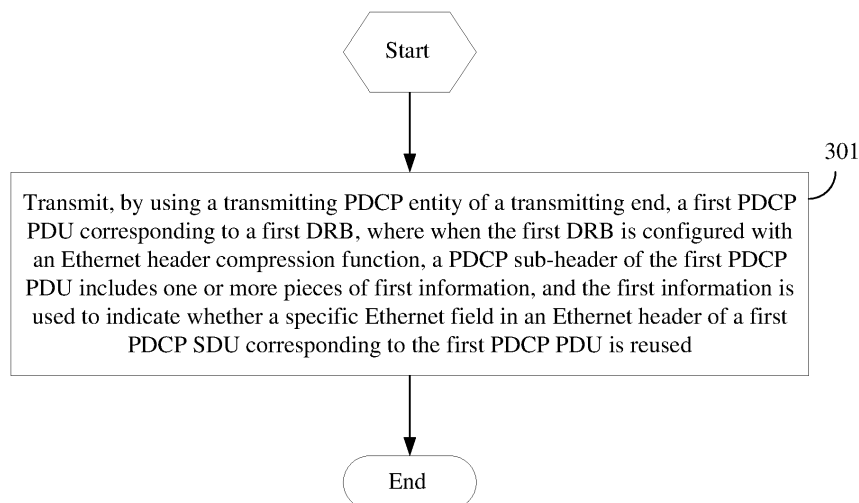 Start
301
Transmit, by using a transmitting PDCP entity of a transmitting end, a first PDCP
PDU corresponding to a first DRB, where when the first DRB is configured with
an Ethernet header compression function, a PDCP sub-header of the first PDCP
PDU includes one or more pieces of first information, and the first information is
used to indicate whether a specific Ethernet field in an Ethernet header of a first
PDCP SDU corresponding to the first PDCP PDU is reused
End